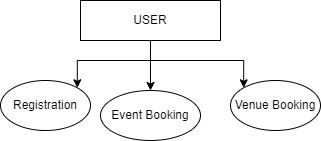 USER
Registration
Event Booking
Venue Booking